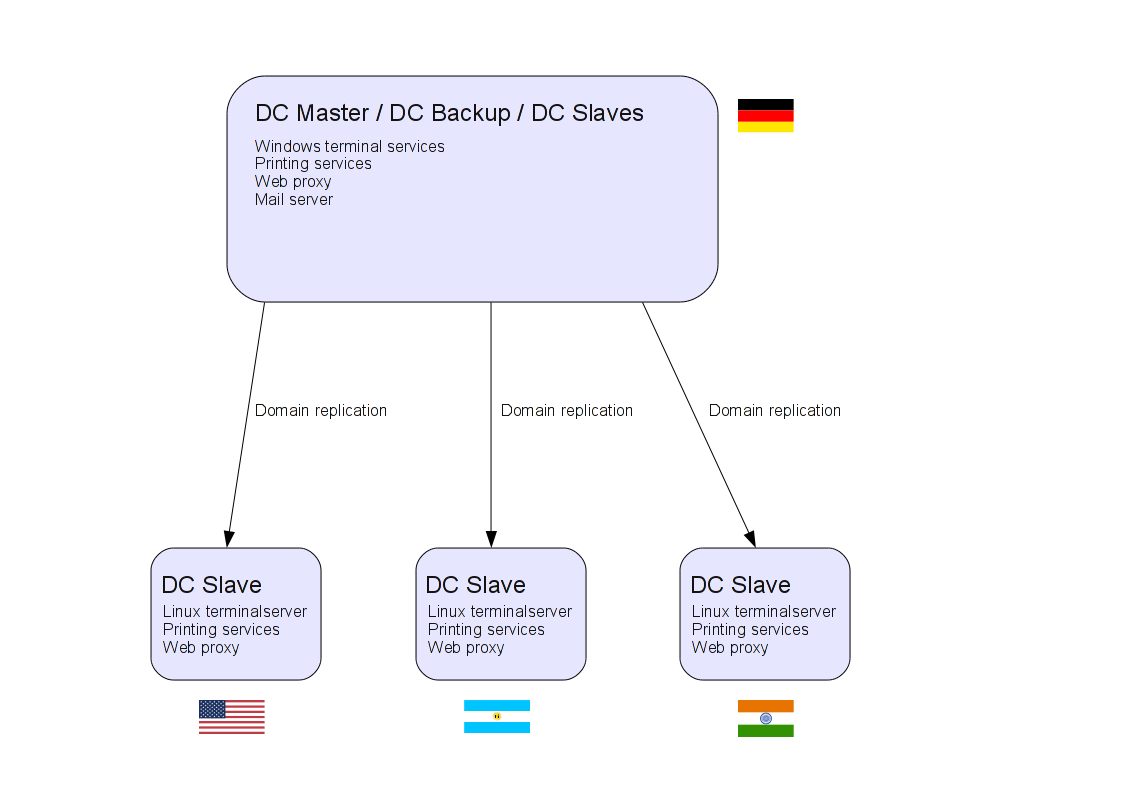 DC Master / DC Backup / DC Slaves
Windows terminal services
Printing services
Web proxy
Mail server
Domain replication
Domain replication
Domain replication
DC Slave
Linux terminalserver
Printing services
Web proxy
DC Slave
Linux terminalserver
Printing services
Web proxy
DC Slave
Linux terminalserver
Printing services
Web proxy